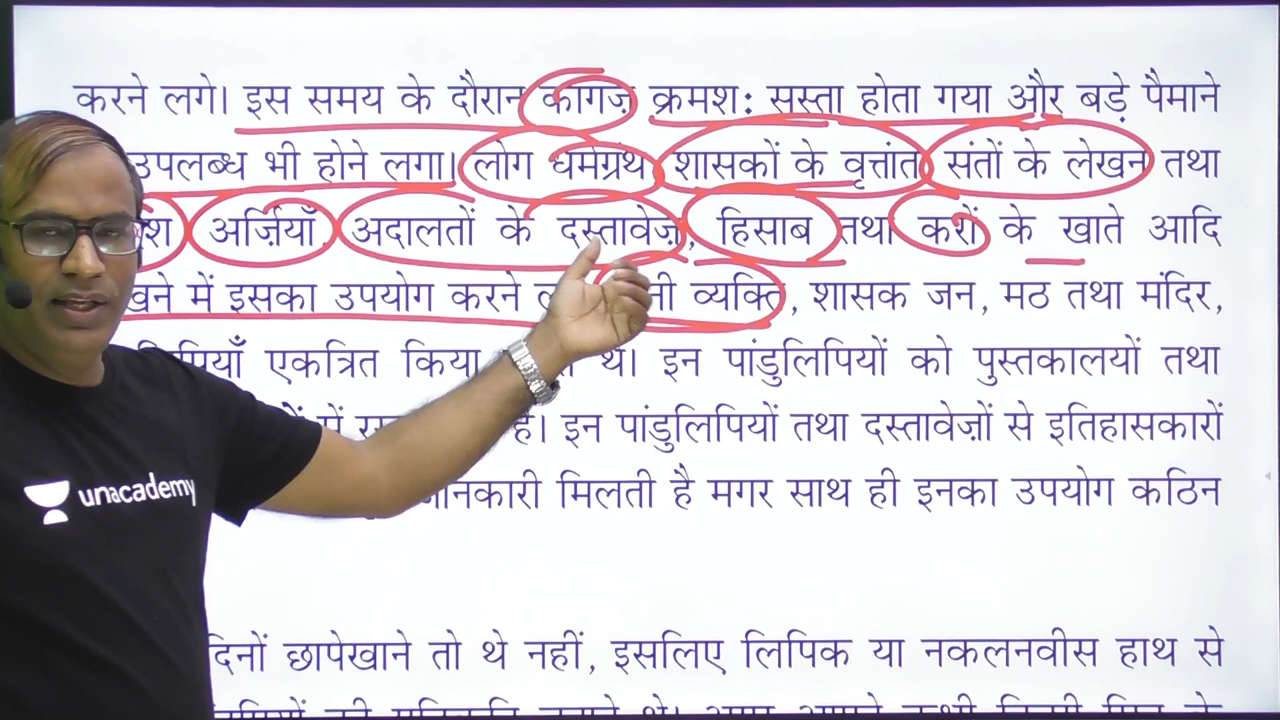 करने लगे। इस समय के दौरान कागज़ क्रमश: सस्ता होता गया और बड़े पैमाने
उपलब्ध भी होने लगा। लोग धर्मग्रंथ शासकों के वृत्तांत संतों के लेखन तथा
अर्ज़ियाँ, अदालतों के दस्तावेज़, हिसाब तथा करों के खाते आदि
में इसका उपयोग करने व्यक्ति, शासक जन, मठ तथा मंदिर,
एकत्रित किया थे। इन पांडुलिपियों को पुस्तकालयों तथा
में हैं। इन पांडुलिपियों तथा दस्तावेज़ों से इतिहासकारों
जानकारी मिलती है मगर साथ ही इनका उपयोग कठिन
दिनों छापेखाने तो थे नहीं, इसलिए लिपिक या नकलनवीस हाथ से
unacademy